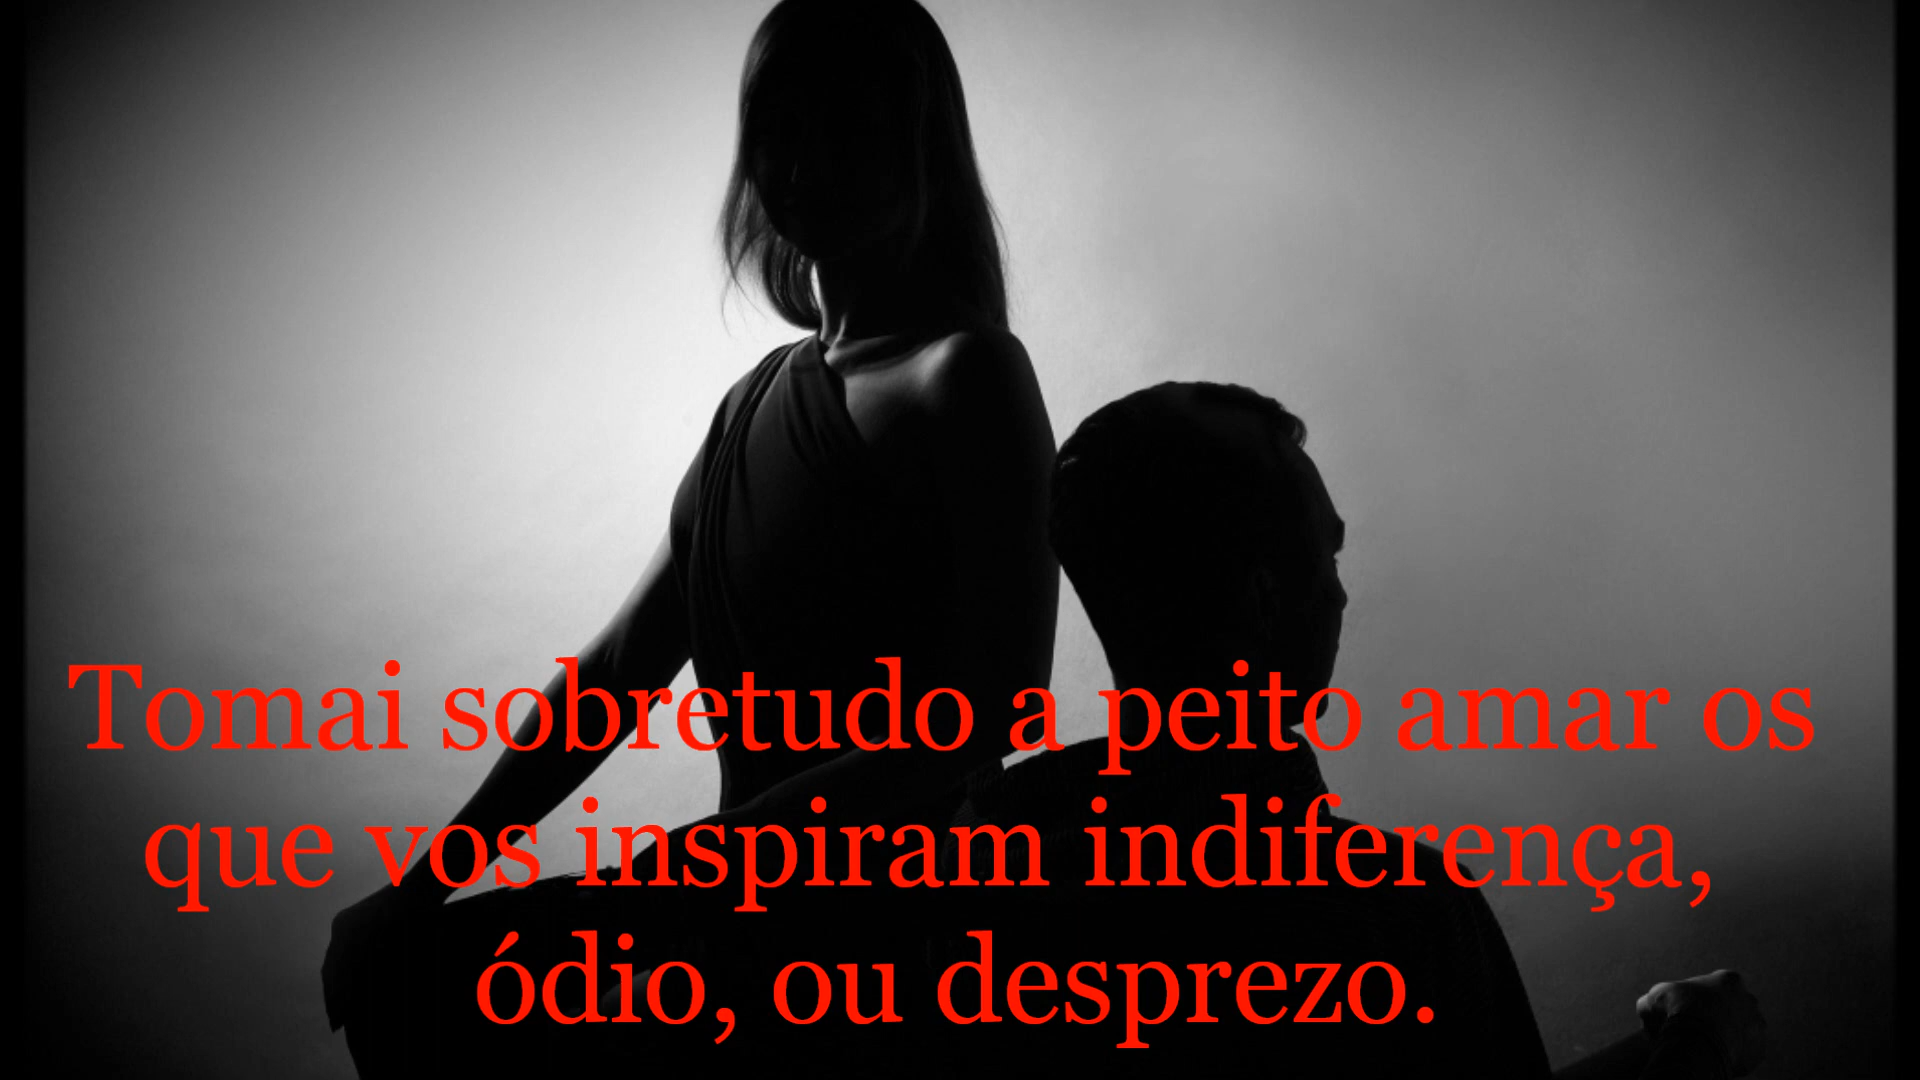 Tomai sobretudo a peito amar os
que vos inspiram indiferença,
ódio, ou desprezo.